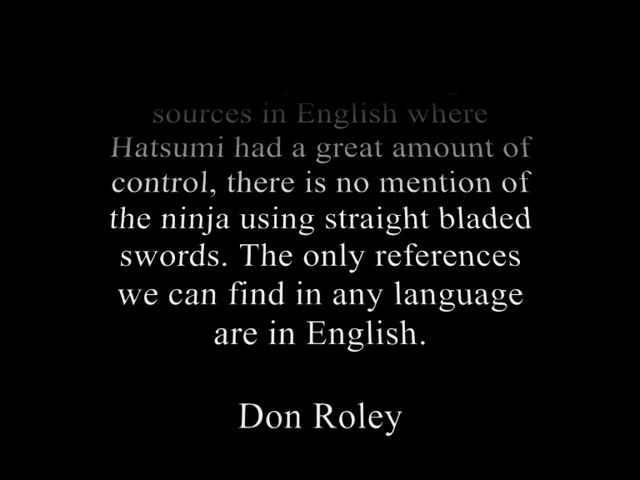 sources in English where
Hatsumi had a great amount of
control, there is no mention of
the ninja using straight bladed
swords. The only references
we can find in any language
are in English.
Don Roley